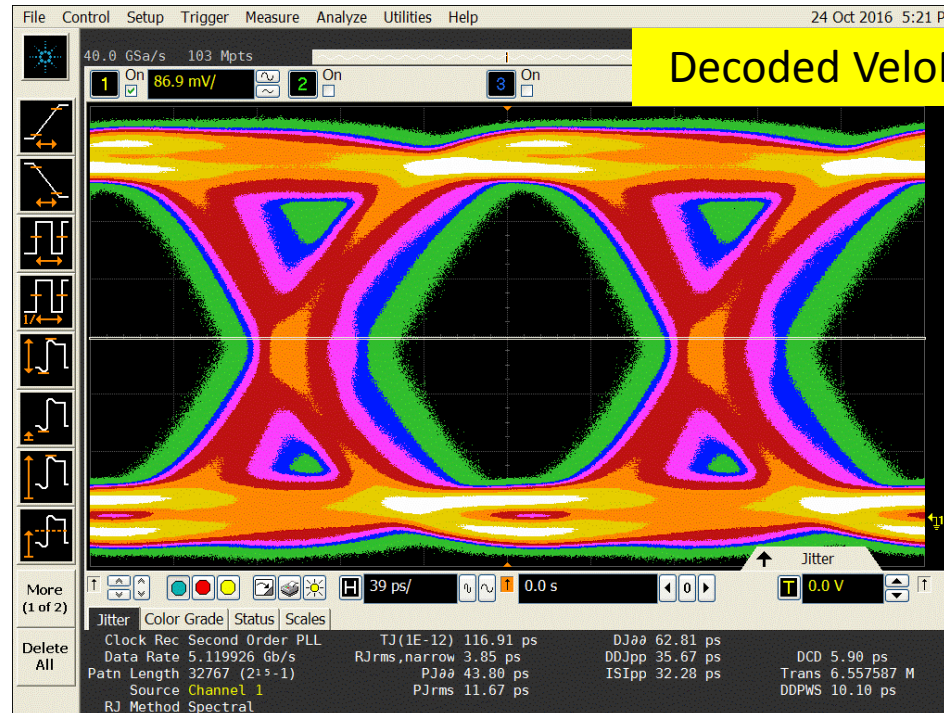 File Control Setup Trigger Measure Analyze Utilities Help 24 Oct 2016 5:21 P
40.0 GSa/s 103 Mpts
Decoded Velo
1 On 86.9 mV/ 2 On 3 On
1/
1
Jitter
More
(1 of 2)
H 39 ps/ 0.0 s 0 T 0.0 V
Delete
All
Jitter Color Grade Status Scales
Clock Rec Second Order PLL TJ(1E-12) 116.91 ps DJ∂∂ 62.81 ps
Data Rate 5.119926 Gb/s RJrms,narrow 3.85 ps DDJpp 35.67 ps DCD 5.90 ps
Patn Length 32767 (2¹⁵-1) PJ∂∂ 43.80 ps ISIpp 32.28 ps Trans 6.557587 M
Source Channel 1 PJrms 11.67 ps DDPWS 10.10 ps
RJ Method Spectral